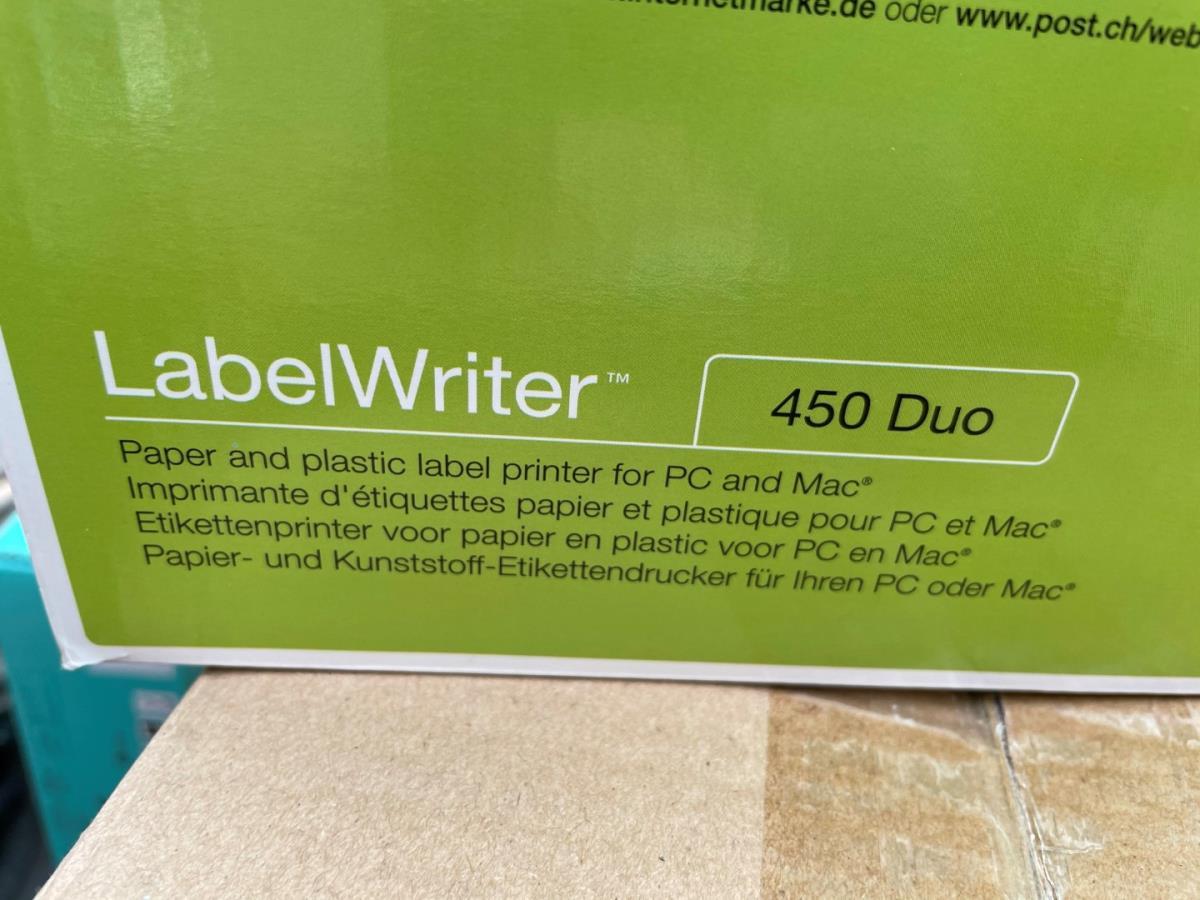 oder www.post.ch/web
LabelWriter™
450 Duo
Paper and plastic label printer for PC and Mac®
Imprimante d'étiquettes papier et plastique pour PC et Mac®
Etikettenprinter voor papier en plastic voor PC en Mac®
Papier- und Kunststoff-Etikettendrucker für Ihren PC oder Mac®